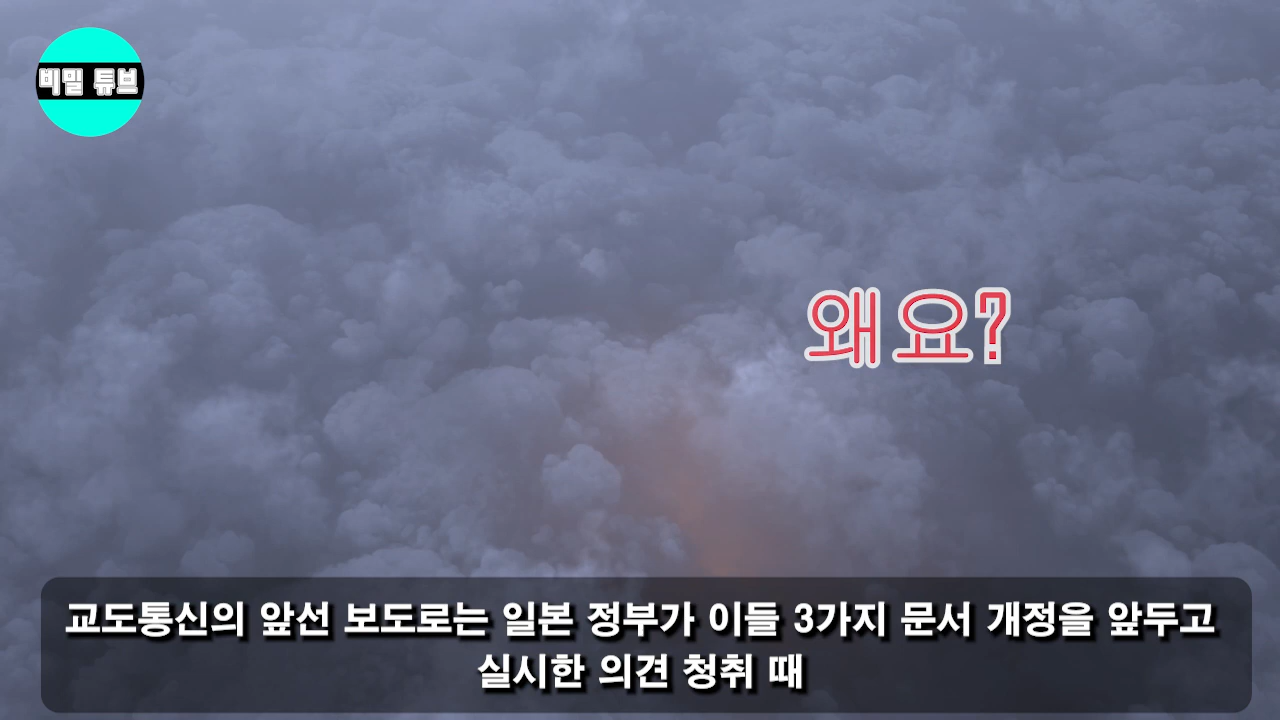 비밀 튜브
왜요?
교도통신의 앞선 보도로는 일본 정부가 이들 3가지 문서 개정을 앞두고
실시한 의견 청취 때